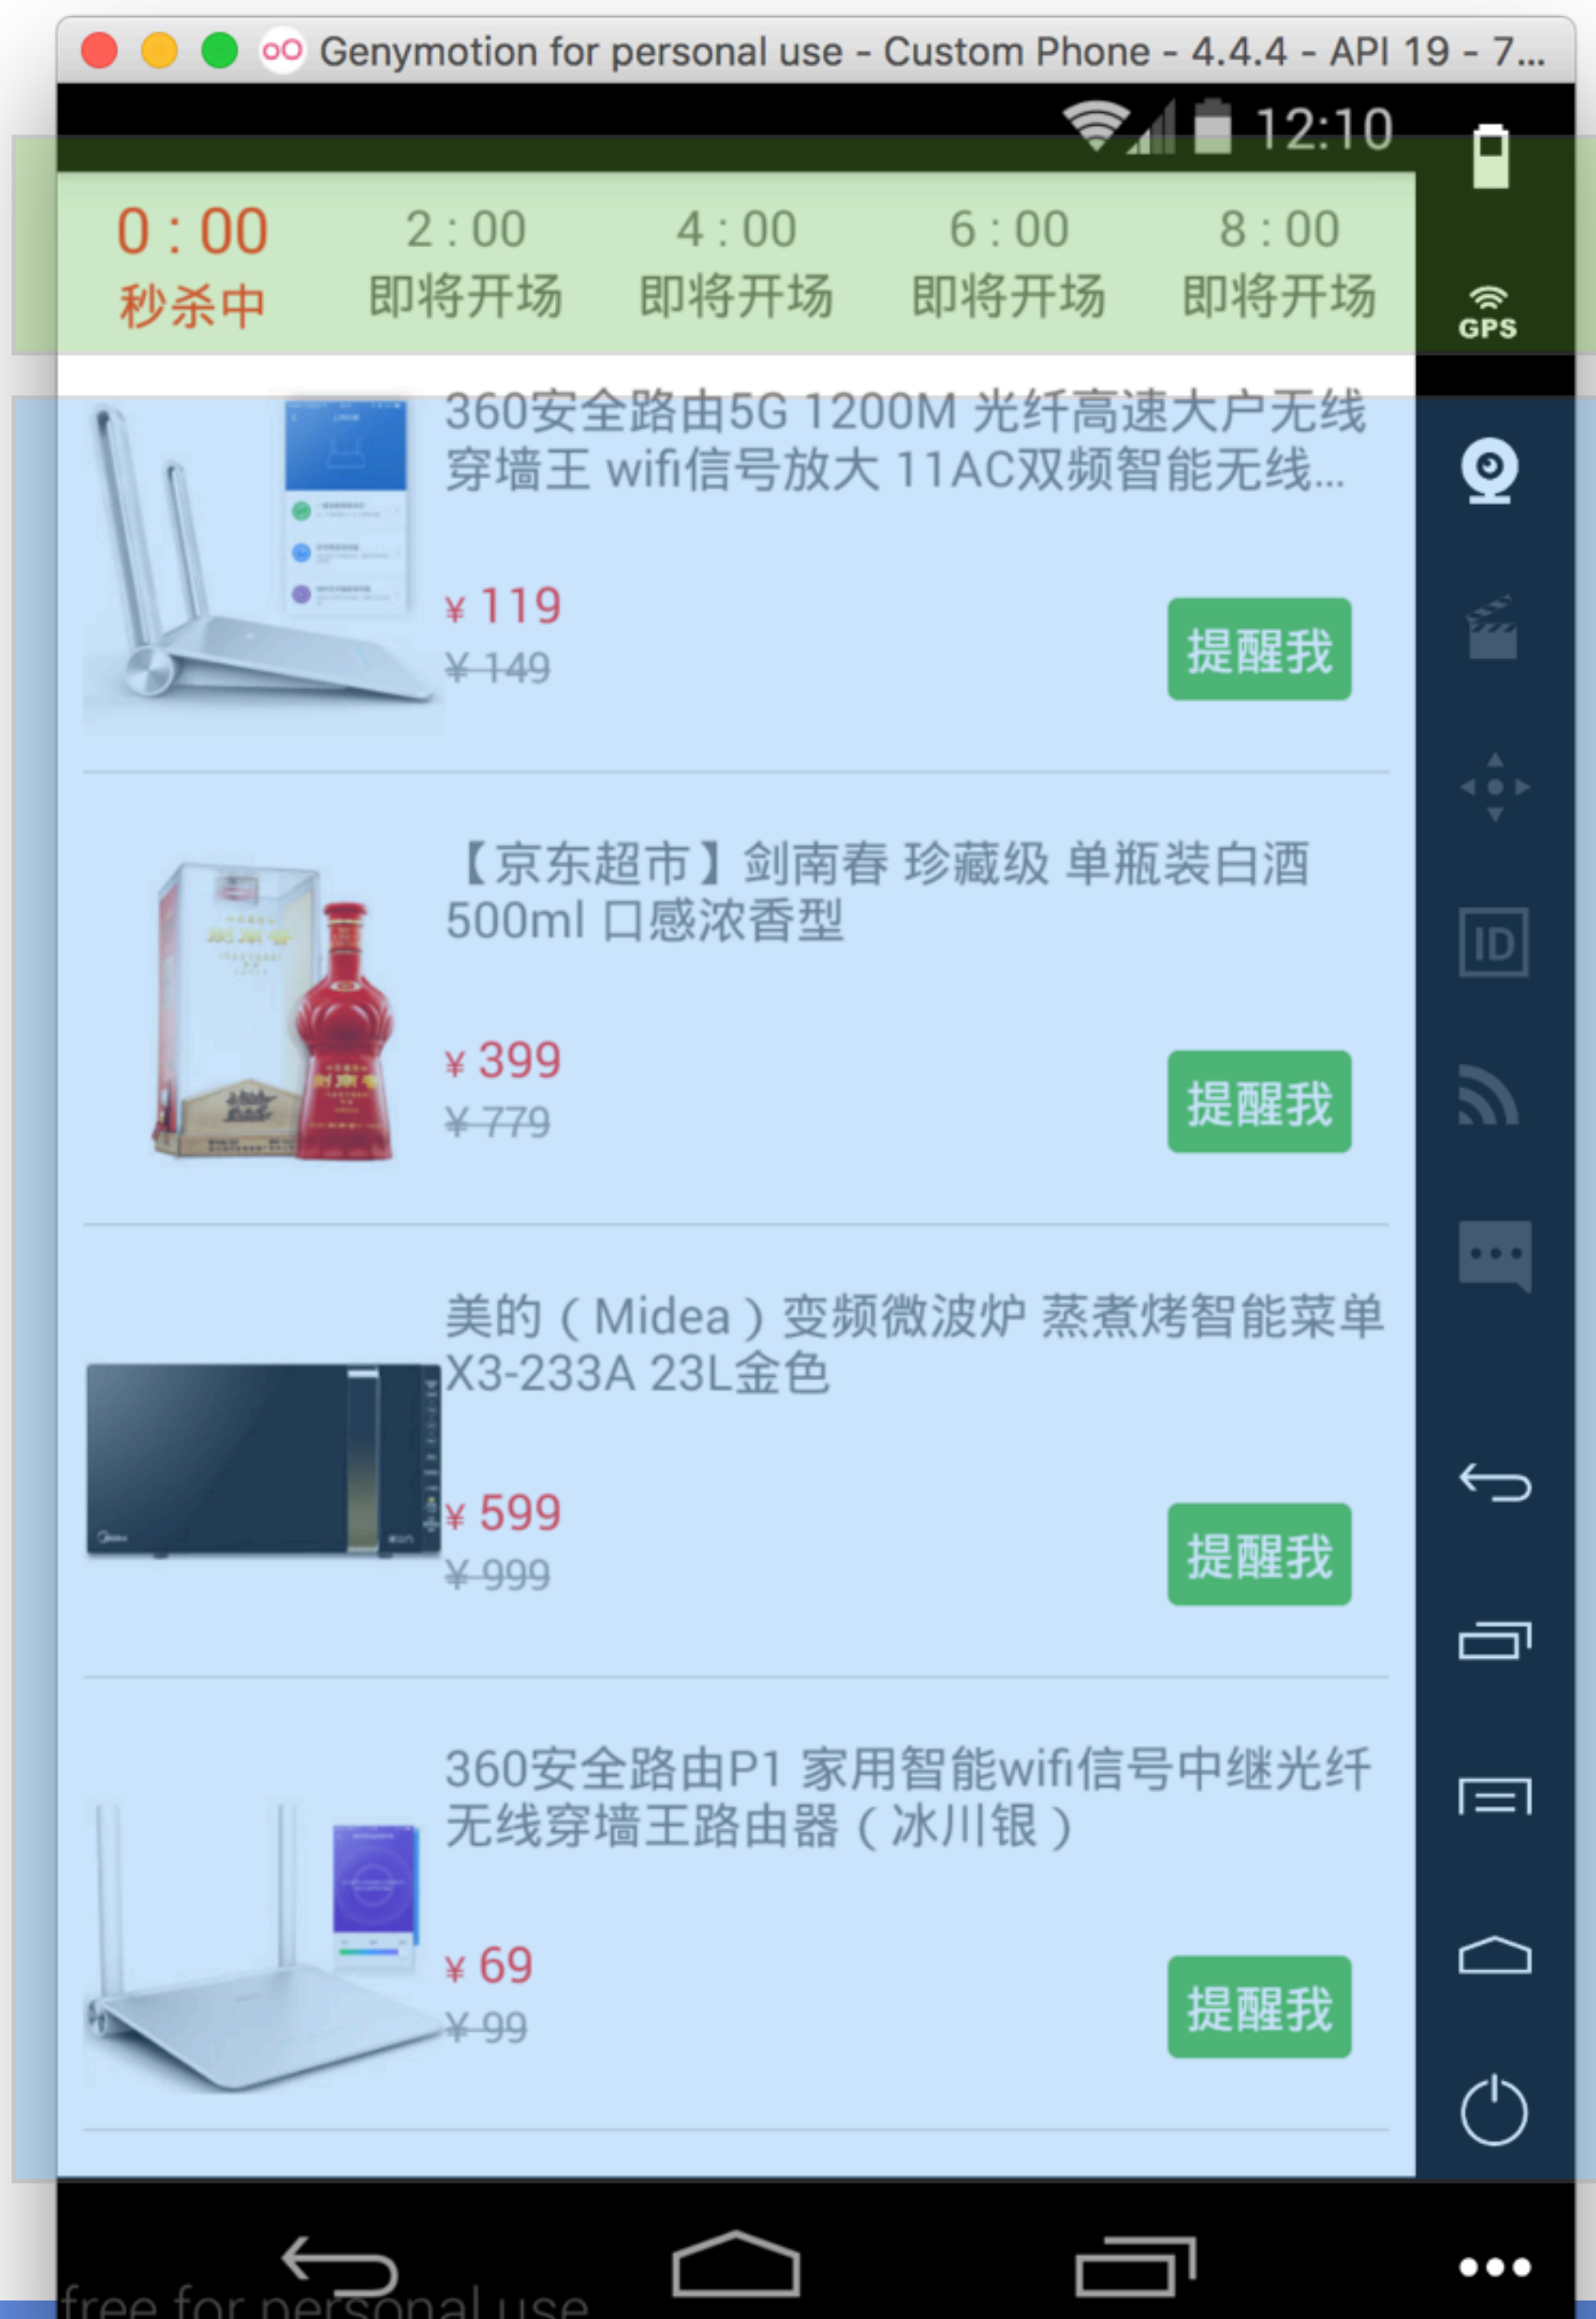 Genymotion for personal use - Custom Phone - 4.4.4 - API 19 - 7...
12:10
0 : 00
2 : 00
4 : 00
6 : 00
8 : 00
秒杀中
即将开场
即将开场
即将开场
即将开场
GPS
360安全路由5G 1200M 光纤高速大户无线
穿墙王 wifi信号放大 11AC双频智能无线...
¥ 119
¥ 149
提醒我
【京东超市】剑南春 珍藏级 单瓶装白酒
500ml 口感浓香型
ID
¥ 399
¥ 779
提醒我
美的（Midea）变频微波炉 蒸煮烤智能菜单
X3-233A 23L金色
¥ 599
¥ 999
提醒我
360安全路由P1 家用智能wifi信号中继光纤
无线穿墙王路由器（冰川银）
¥ 69
¥ 99
提醒我
free for personal use